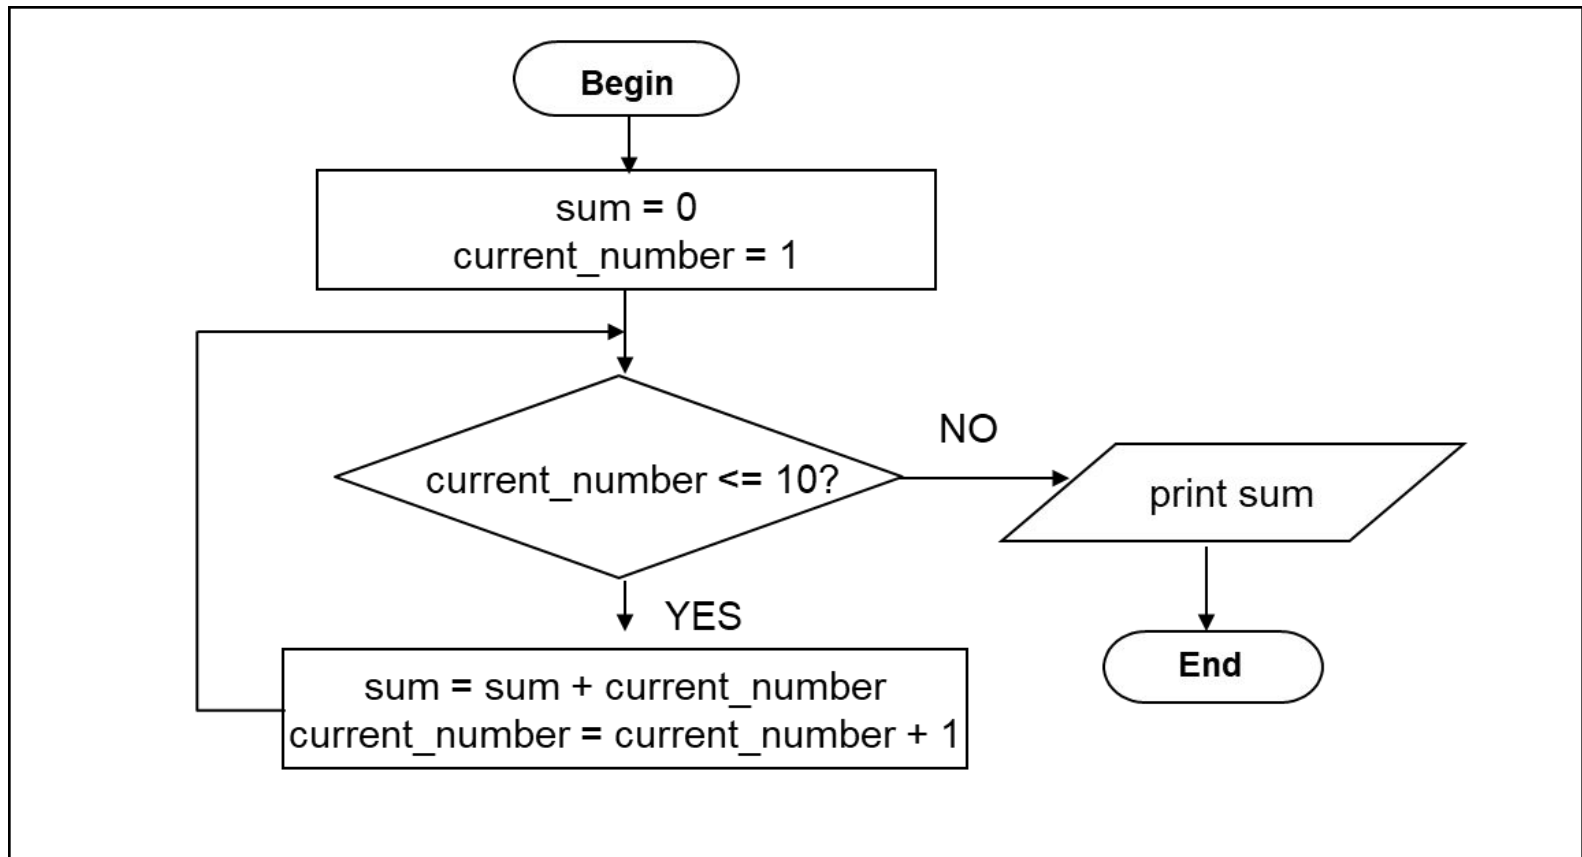 Begin
sum = 0
current_number = 1
current_number <= 10?
NO
print sum
YES
sum = sum + current_number
current_number = current_number + 1
End